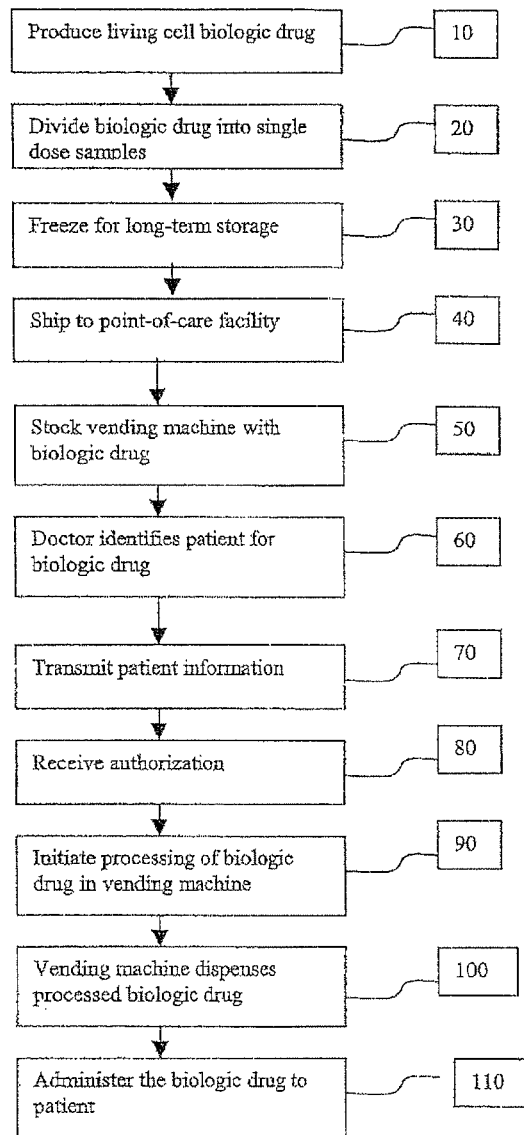 Produce living cell biologic drug
10
Divide biologic drug into single
dose samples
20
Freeze for long-term storage
30
Ship to point-of-care facility
40
Stock vending machine with
biologic drug
50
Doctor identifies patient for
biologic drug
60
Transmit patient information
70
Receive authorization
80
Initiate processing of biologic
drug in vending machine
90
Vending machine dispenses
processed biologic drug
100
Administer the biologic drug to
patient
110